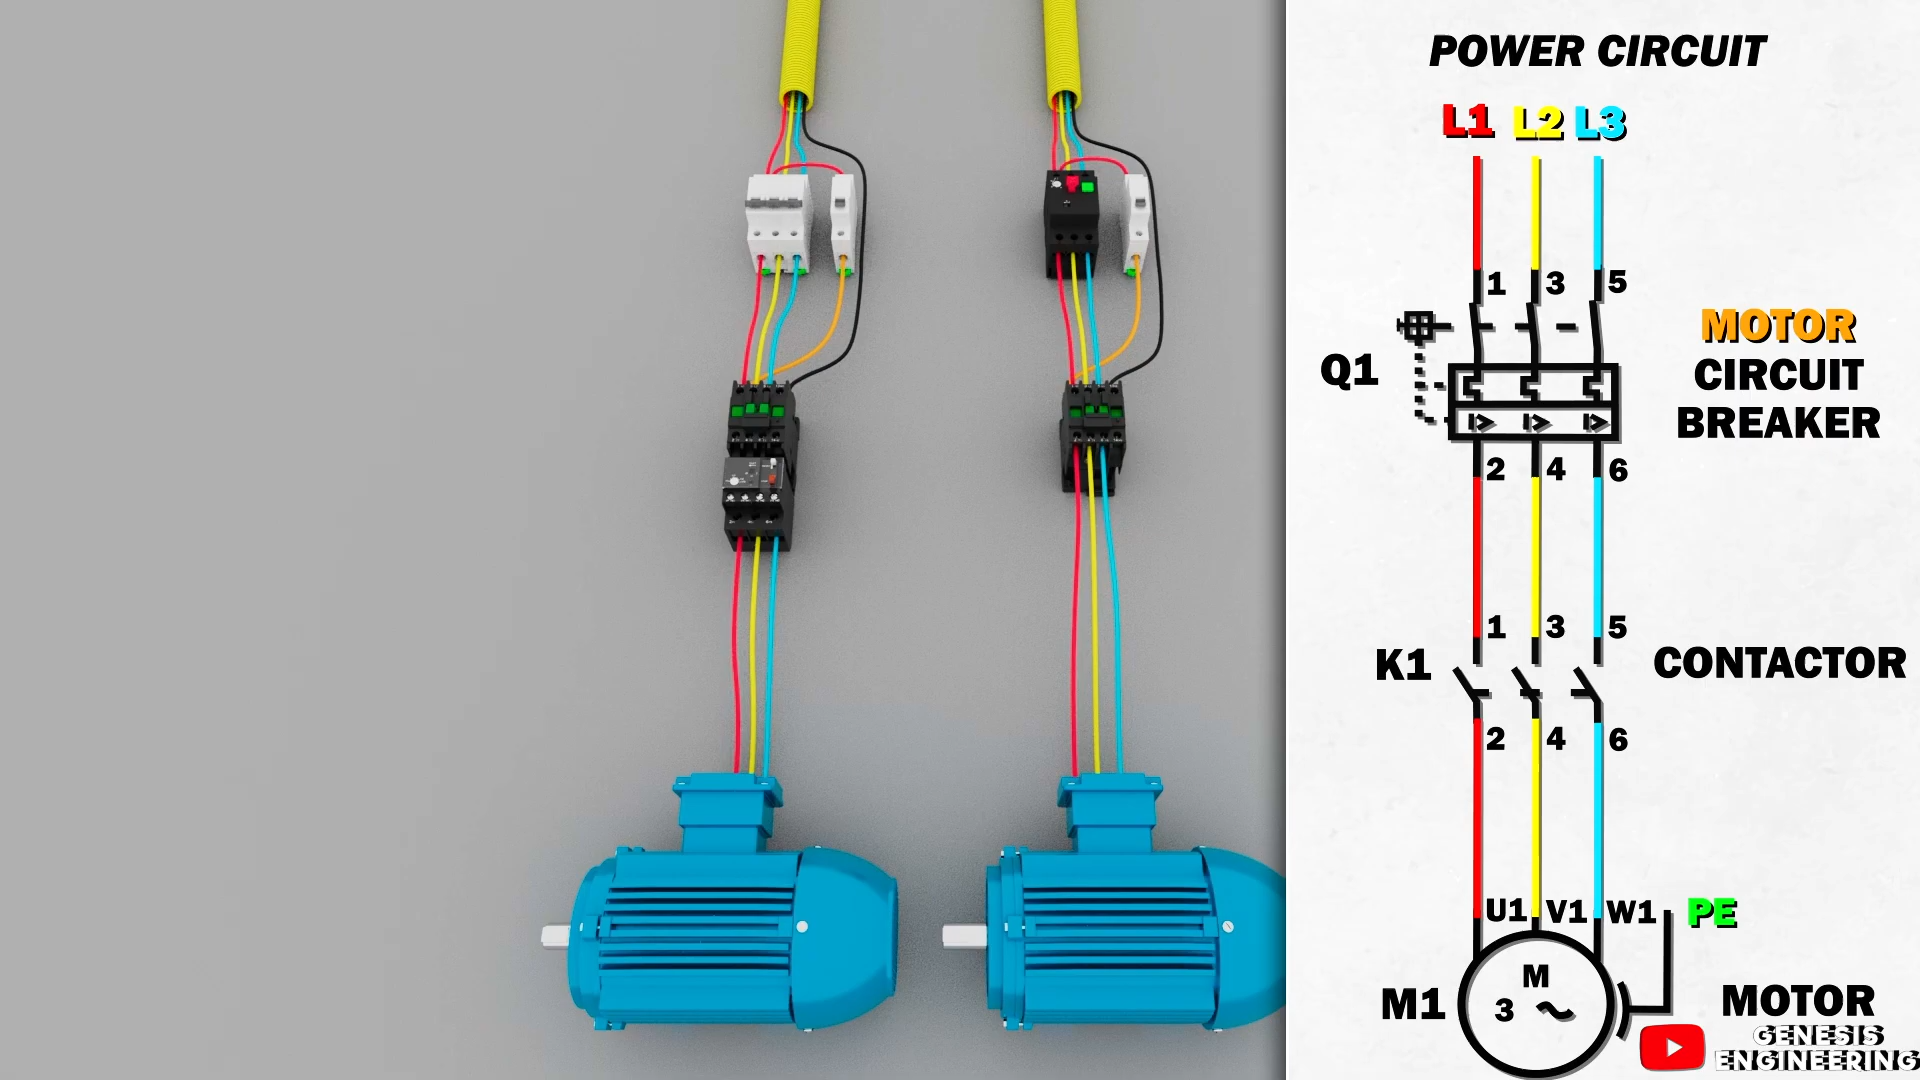 POWER CIRCUIT
L1 L2 L3
1 3 5
Q1
MOTOR
CIRCUIT
BREAKER
2 4 6
1 3 5
K1
CONTACTOR
2 4 6
U1 V1 W1 PE
M
3 ~
M1
MOTOR
GENESIS
ENGINEERING